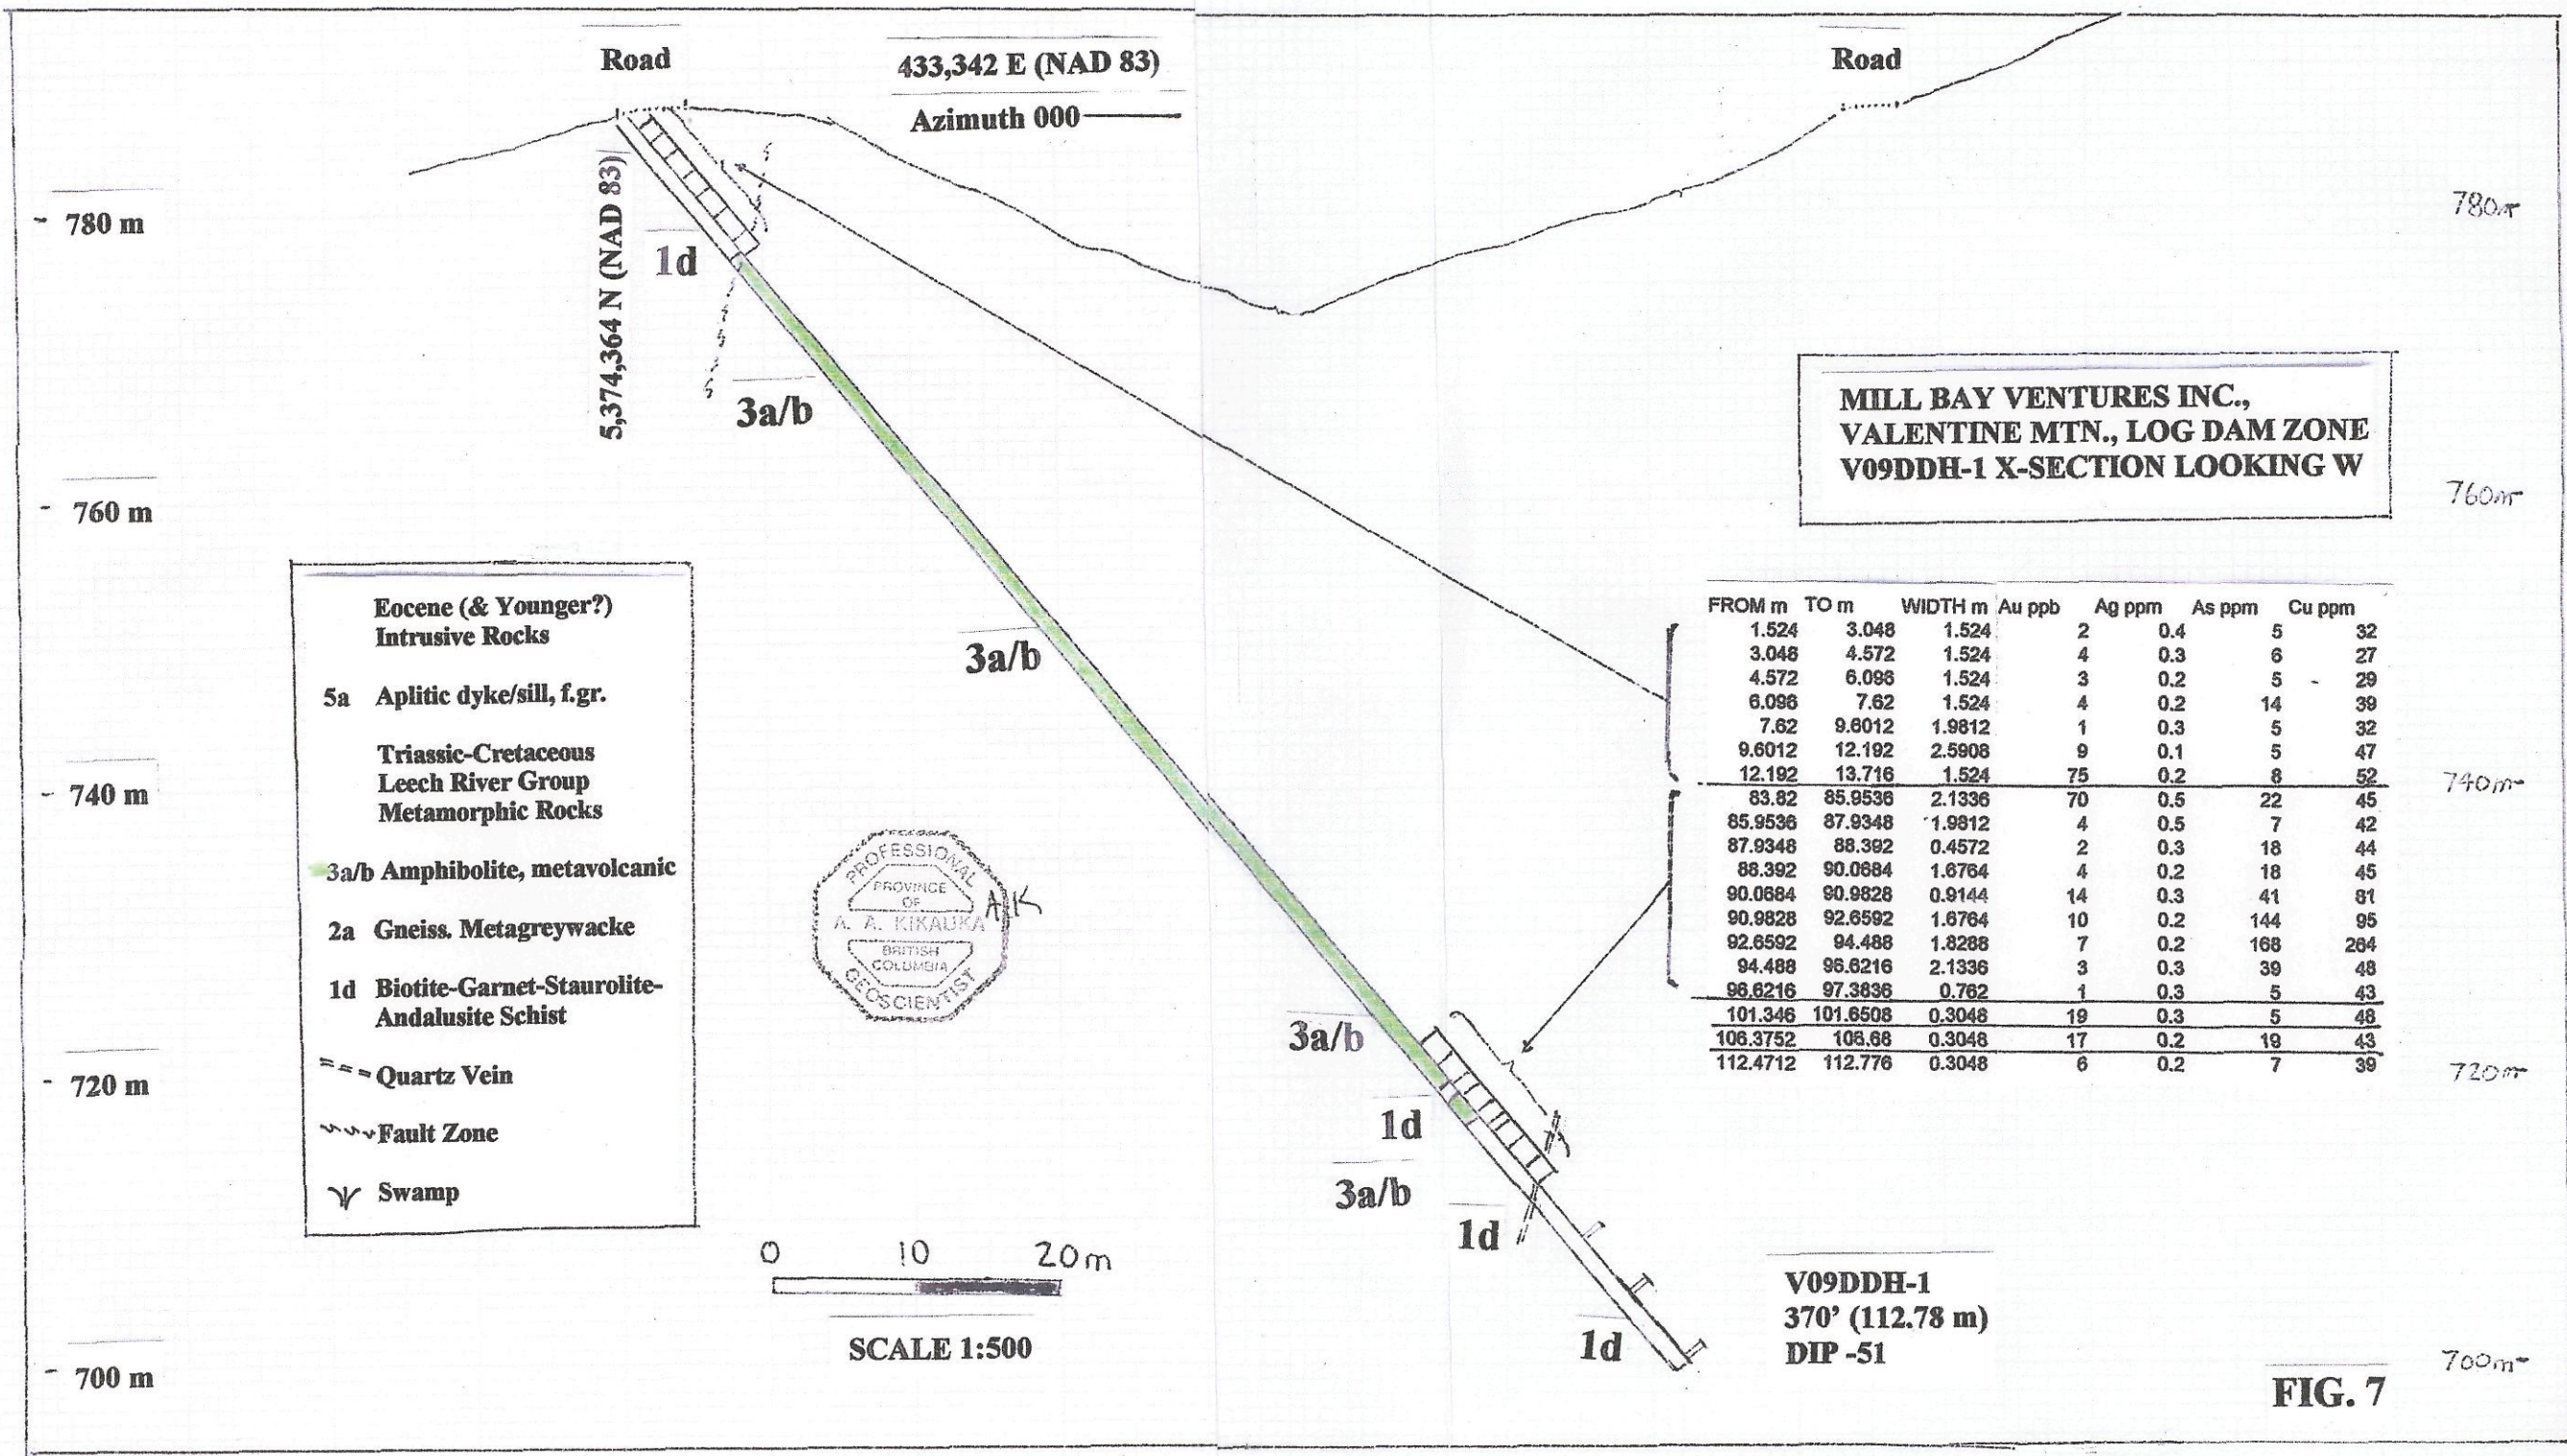 Road
433,342 E (NAD 83)
Road
Azimuth 000
5,374,364 N (NAD 83)
780 m
780m
1d
3a/b
MILL BAY VENTURES INC.,
VALENTINE MTN., LOG DAM ZONE
V09DDH-1 X-SECTION LOOKING W
760 m
760m
Eocene (& Younger?)
Intrusive Rocks
5a Aplitic dyke/sill, f.gr.
Triassic-Cretaceous
Leech River Group
Metamorphic Rocks
3a/b Amphibolite, metavolcanic
2a Gneiss. Metagreywacke
1d Biotite-Garnet-Staurolite-
Andalusite Schist
Quartz Vein
Fault Zone
Swamp
3a/b
FROM m TO m WIDTH m Au ppb Ag ppm As ppm Cu ppm
1.524 3.048 1.524 2 0.4 5 32
3.048 4.572 1.524 4 0.3 6 27
4.572 6.096 1.524 3 0.2 5 - 29
6.096 7.62 1.524 4 0.2 14 39
7.62 9.6012 1.9812 1 0.3 5 32
9.6012 12.192 2.5908 9 0.1 5 47
12.192 13.716 1.524 75 0.2 8 52
83.82 85.9536 2.1336 70 0.5 22 45
85.9536 87.9348 1.9812 4 0.5 7 42
87.9348 88.392 0.4572 2 0.3 18 44
88.392 90.0684 1.6764 4 0.2 18 45
90.0684 90.9828 0.9144 14 0.3 41 81
90.9828 92.6592 1.6764 10 0.2 144 95
92.6592 94.488 1.8288 7 0.2 168 264
94.488 96.6216 2.1336 3 0.3 39 48
96.6216 97.3836 0.762 1 0.3 5 43
101.346 101.6508 0.3048 19 0.3 5 48
106.3752 106.68 0.3048 17 0.2 19 43
112.4712 112.776 0.3048 6 0.2 7 39
740 m
740m
PROFESSIONAL
PROVINCE
OF
A. A. KIKAUKA
BRITISH
COLUMBIA
GEOSCIENTIST
AK
3a/b
720 m
720m
1d
3a/b
1d
0 10 20m
SCALE 1:500
V09DDH-1
370' (112.78 m)
DIP -51
1d
700 m
700m
FIG. 7